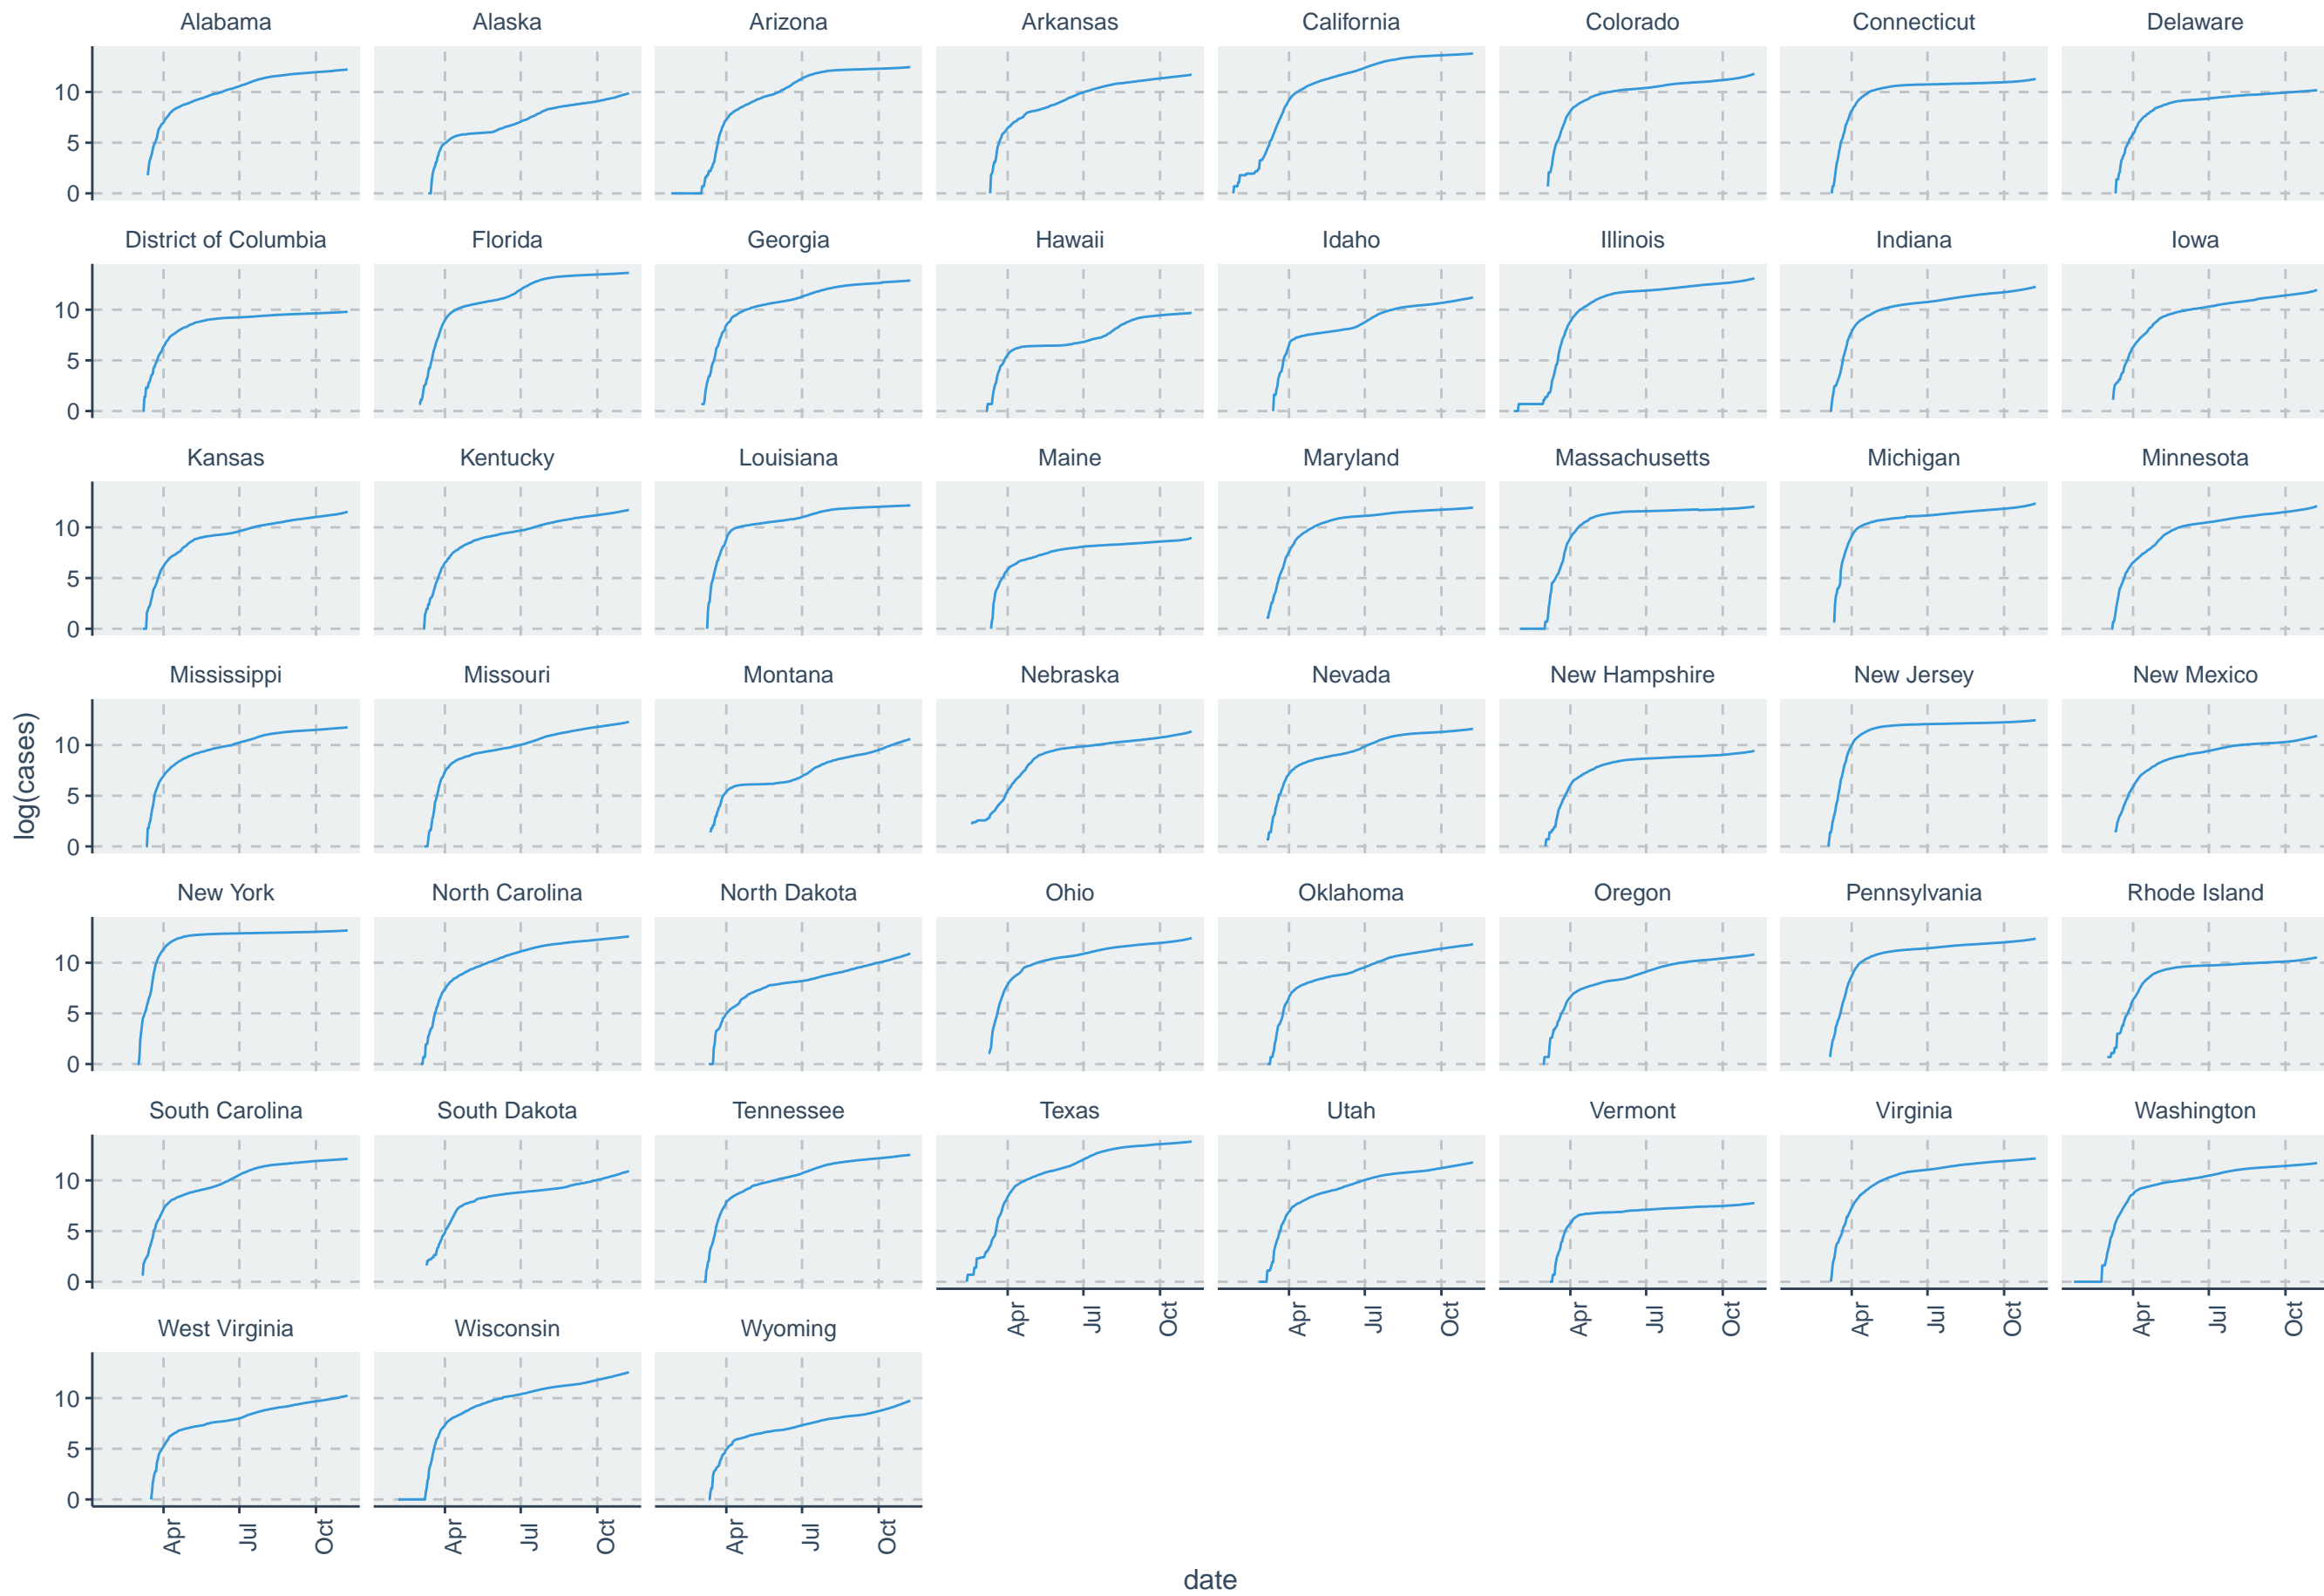 Alabama Alaska Arizona Arkansas California Colorado Connecticut Delaware
10
5
0
District of Columbia Florida Georgia Hawaii Idaho Illinois Indiana Iowa
10
5
0
Kansas Kentucky Louisiana Maine Maryland Massachusetts Michigan Minnesota
10
5
0
Mississippi Missouri Montana Nebraska Nevada New Hampshire New Jersey New Mexico
log(cases)
10
5
0
New York North Carolina North Dakota Ohio Oklahoma Oregon Pennsylvania Rhode Island
10
5
0
South Carolina South Dakota Tennessee Texas Utah Vermont Virginia Washington
10
5
0
Apr Jul Oct Apr Jul Oct Apr Jul Oct Apr Jul Oct Apr Jul Oct
West Virginia Wisconsin Wyoming
10
5
0
Apr Jul Oct Apr Jul Oct Apr Jul Oct
date